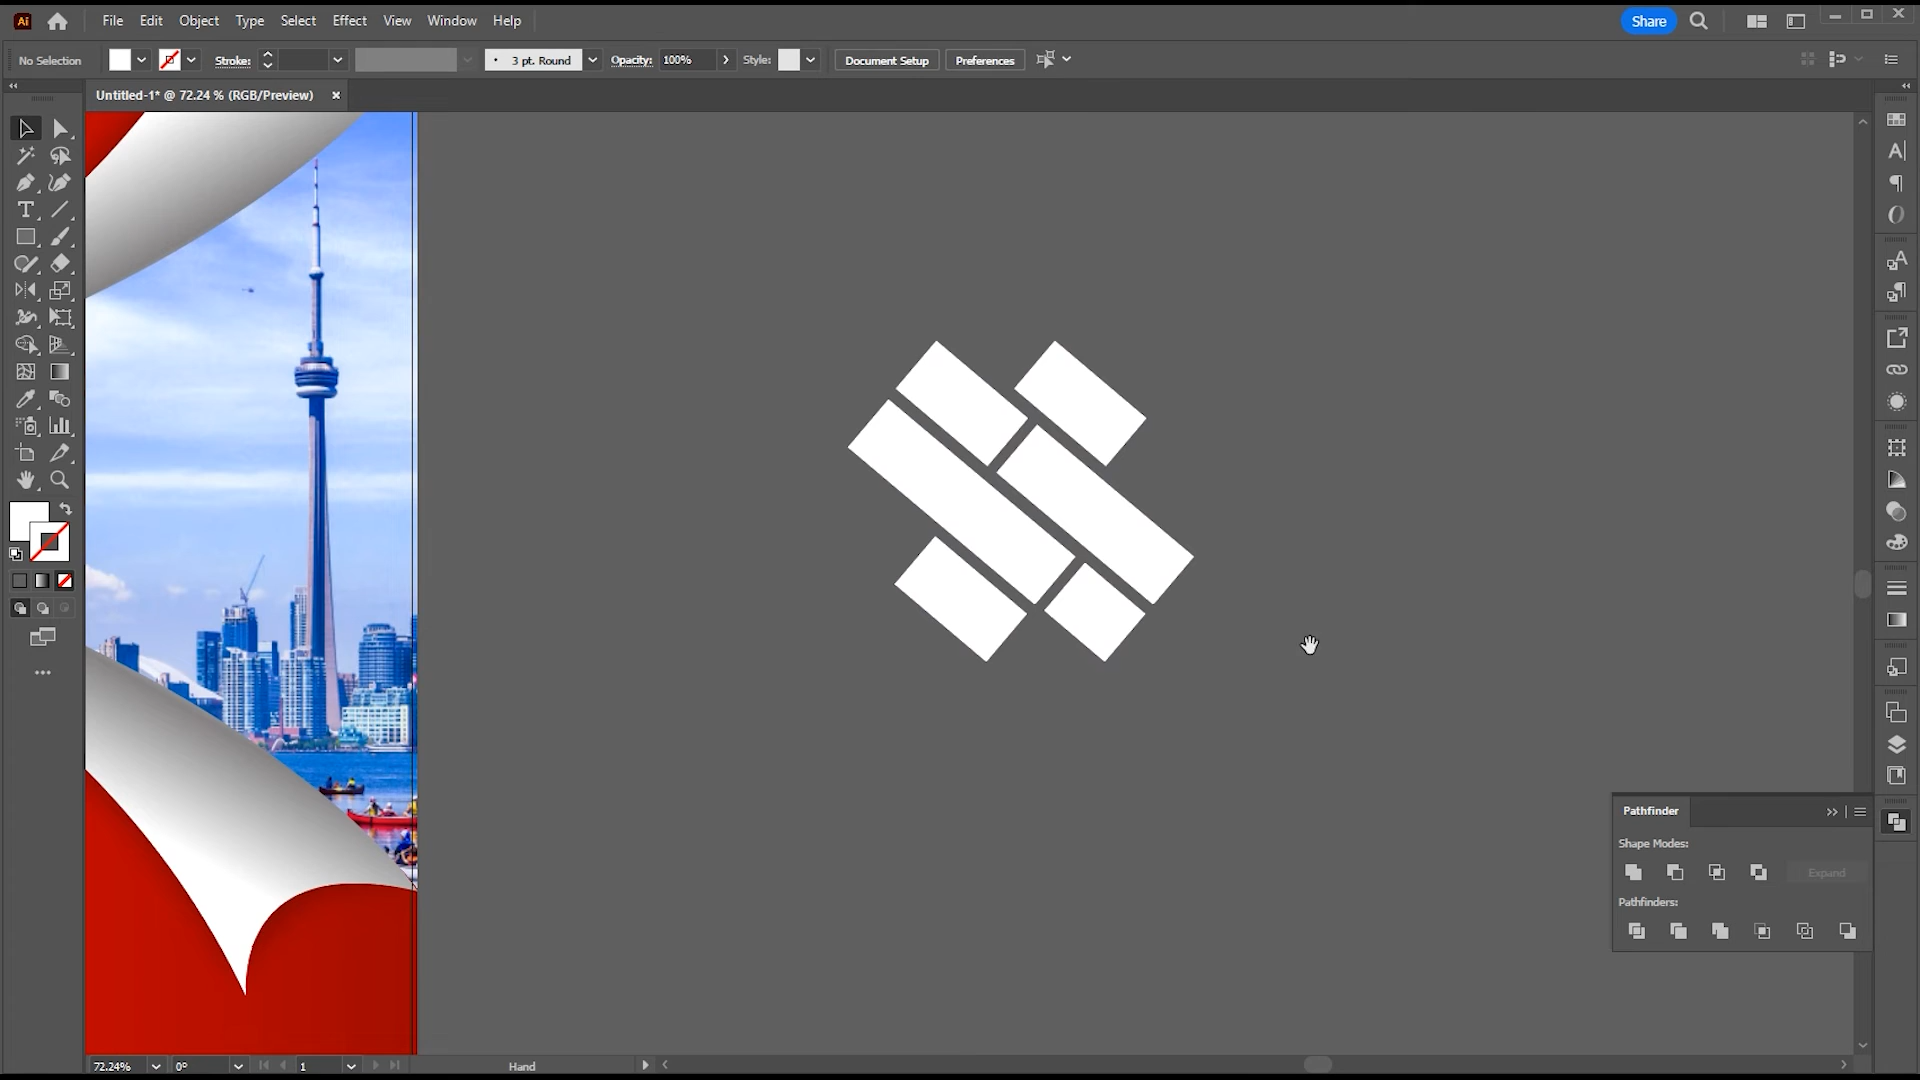 Ai File Edit Object Type Select Effect View Window Help Share
No Selection Stroke: 3 pt. Round Opacity: 100% Style: Document Setup Preferences
Untitled-1* @ 72.24 % (RGB/Preview)
Pathfinder
Shape Modes:
Expand
Pathfinders:
72.24% 0° 1 Hand